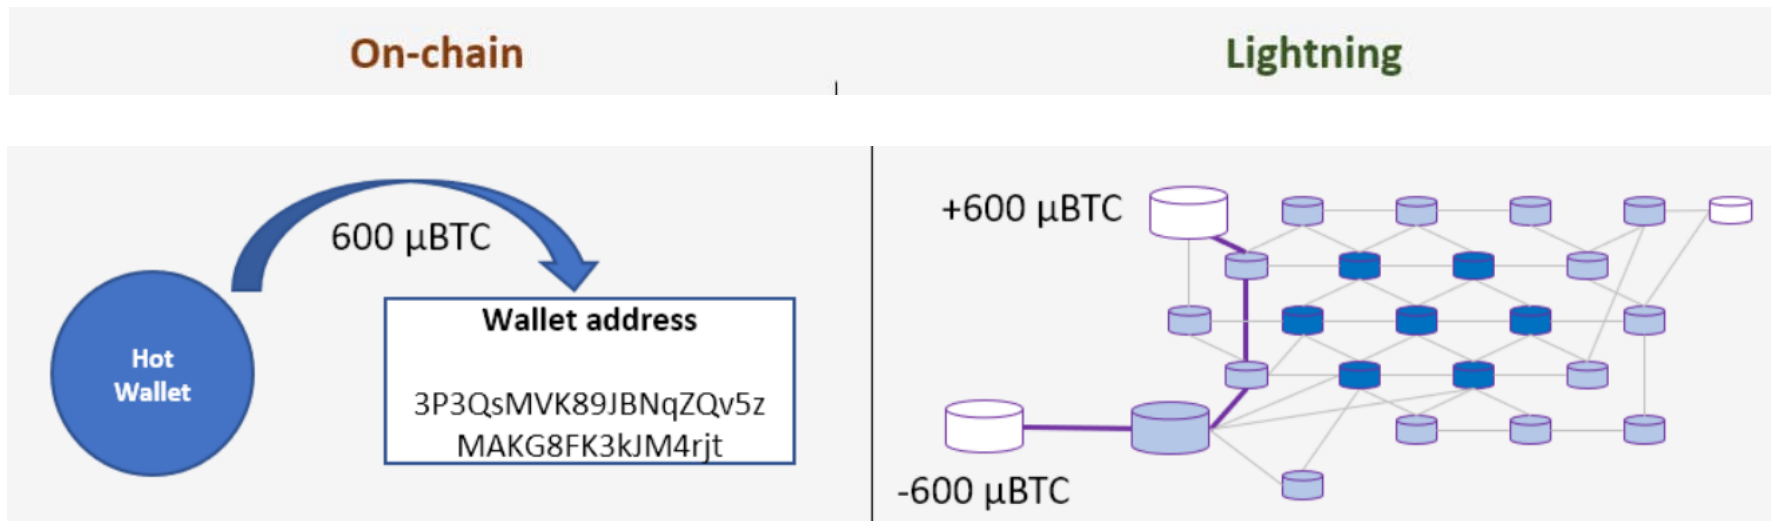 On-chain
Lightning
600 µBTC
Hot
Wallet
Wallet address
3P3QsMVK89JBNqZQv5z
MAKG8FK3kJM4rjt
+600 µBTC
-600 µBTC